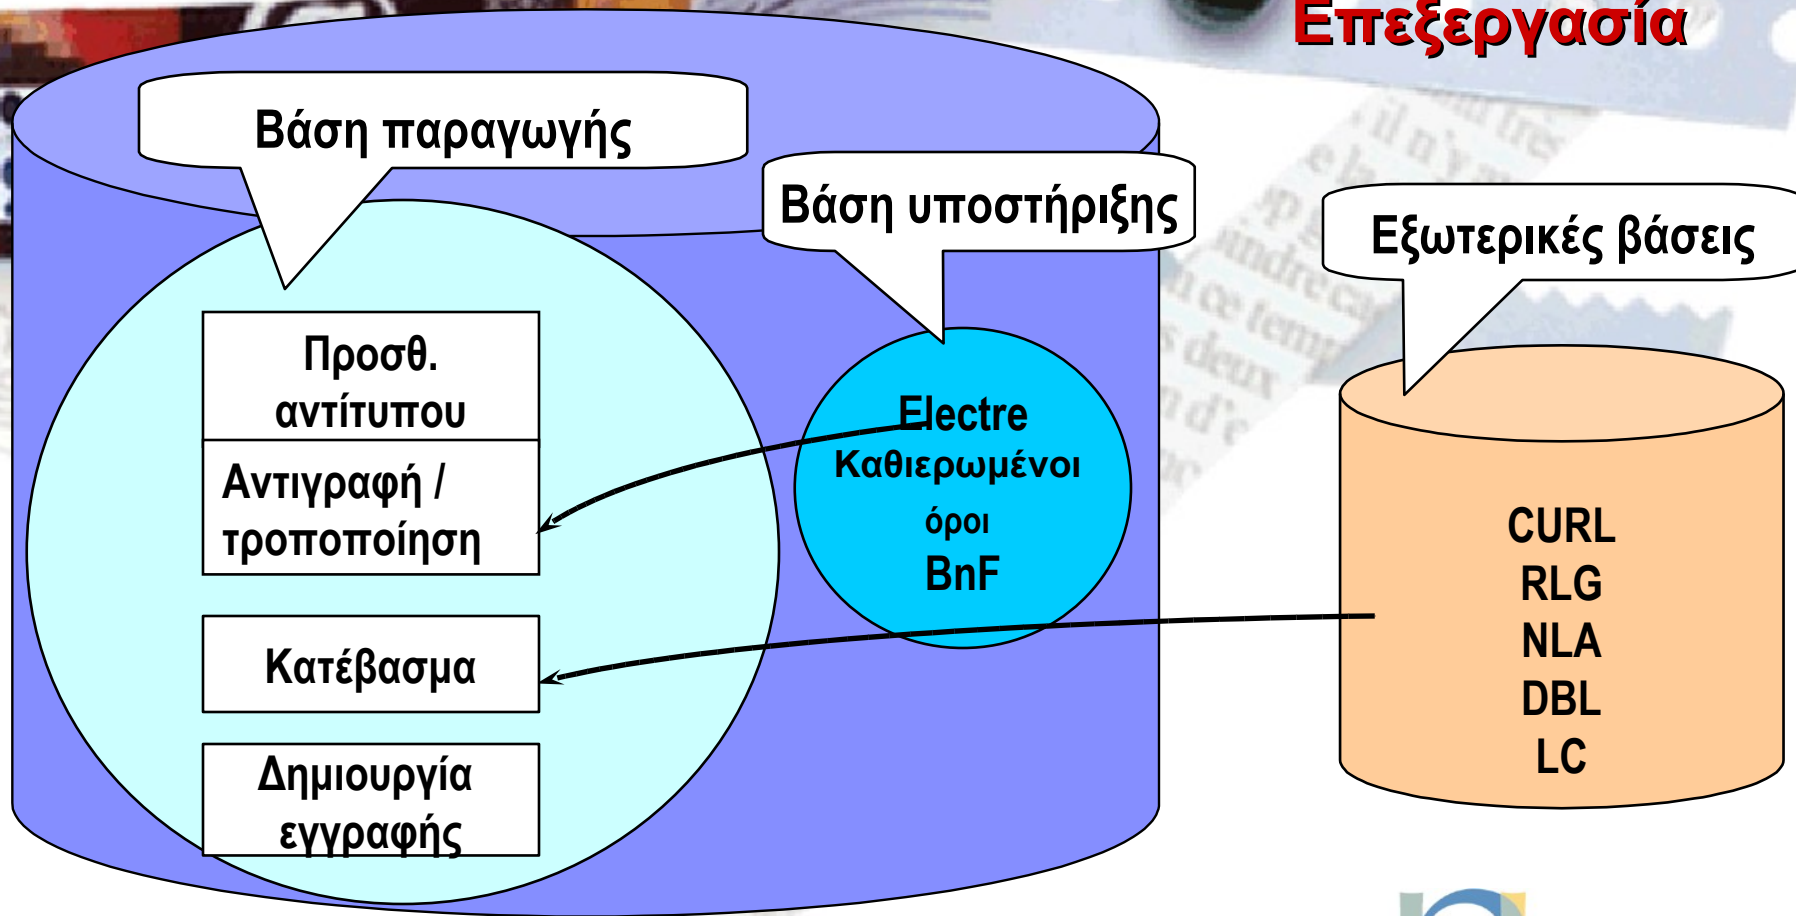 Επεξεργασία
Βάση παραγωγής
Βάση υποστήριξης
Εξωτερικές βάσεις
Προσθ.
αντίτυπου
Αντιγραφή /
τροποποίηση
Κατέβασμα
Δημιουργία
εγγραφής
Electre
Καθιερωμένοι
όροι
BnF
CURL
RLG
NLA
DBL
LC